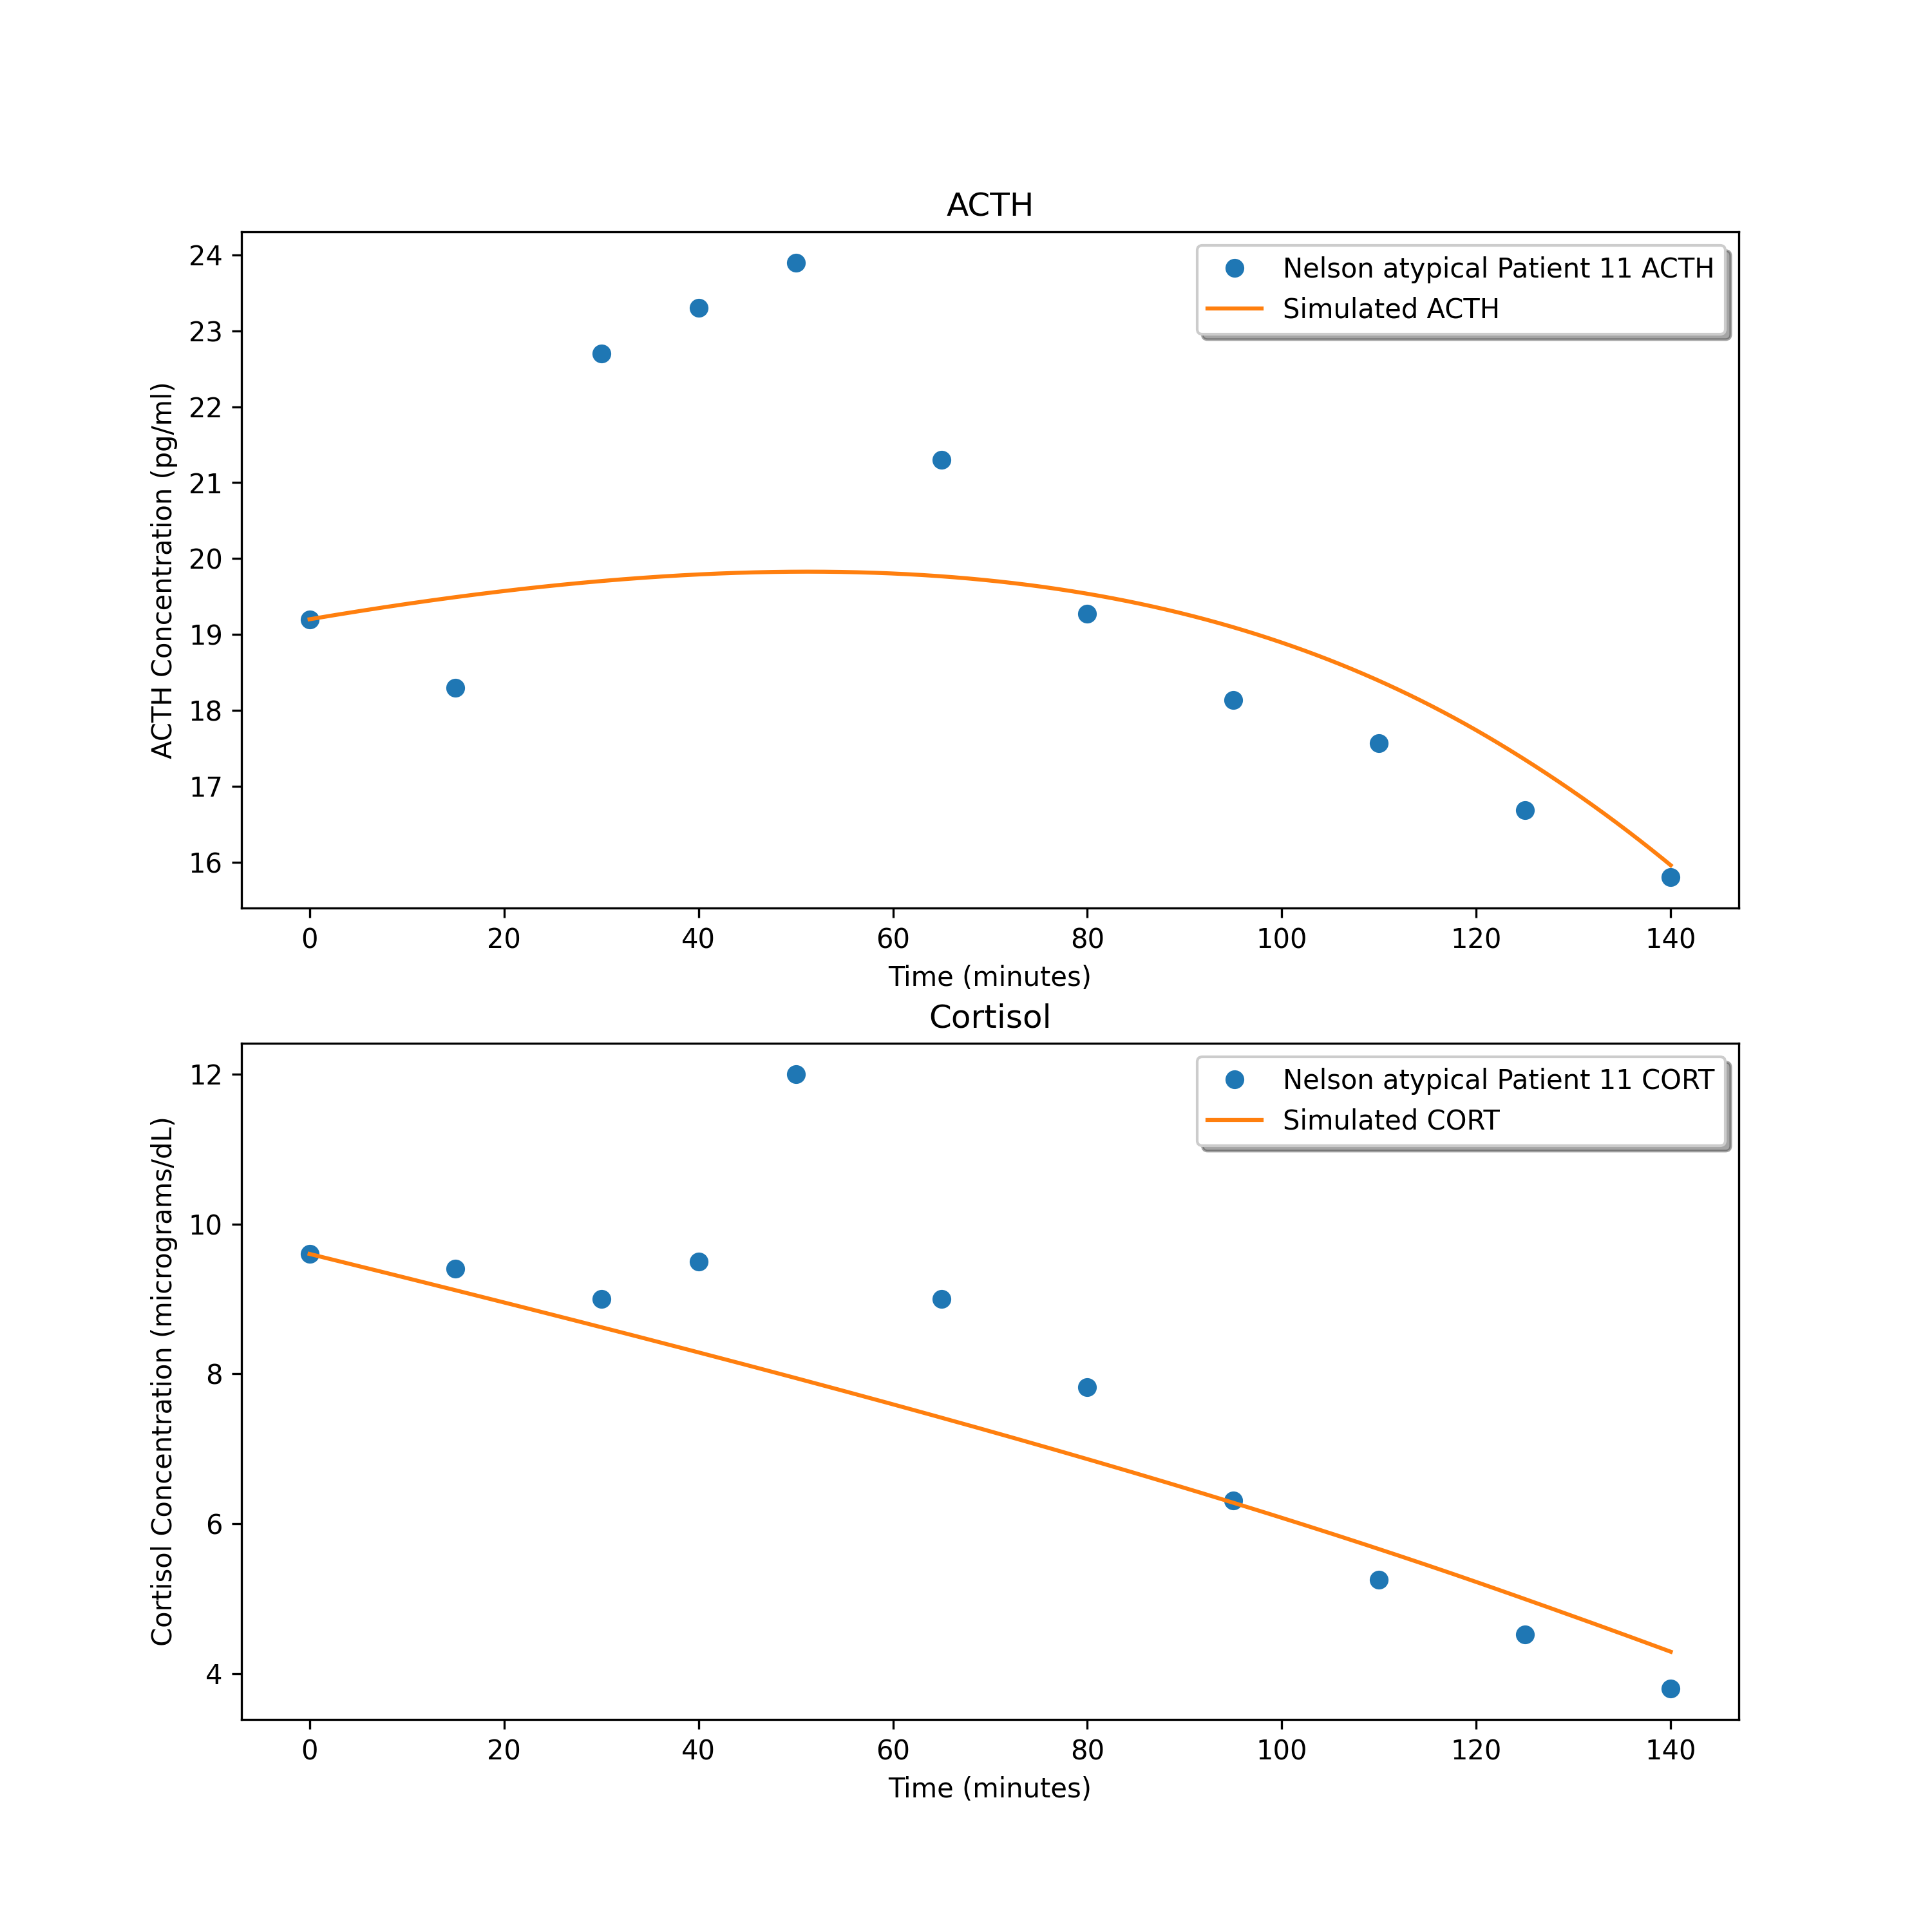 ACTH
24
23
22
21
20
19
18
17
16
ACTH Concentration (pg/ml)
Nelson atypical Patient 11 ACTH
Simulated ACTH
0 20 40 60 80 100 120 140
Time (minutes)
Cortisol
12
10
8
6
4
Cortisol Concentration (micrograms/dL)
Nelson atypical Patient 11 CORT
Simulated CORT
0 20 40 60 80 100 120 140
Time (minutes)